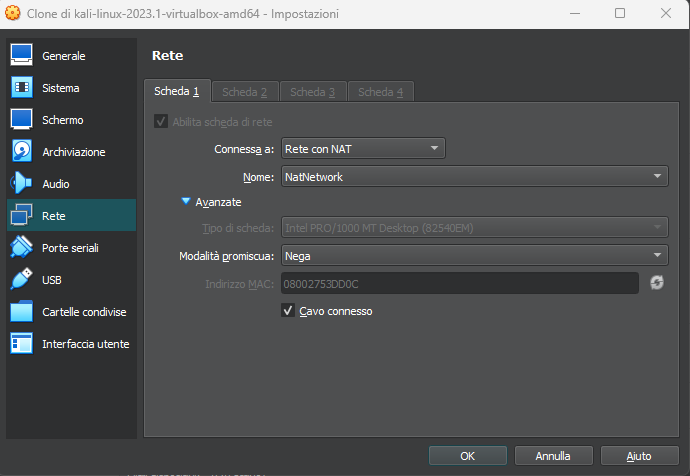 Clone di kali-linux-2023.1-virtualbox-amd64 - Impostazioni
Generale
Sistema
Schermo
Archiviazione
Audio
Rete
Porte seriali
USB
Cartelle condivise
Interfaccia utente
Rete
Scheda 1 Scheda 2 Scheda 3 Scheda 4
Abilita scheda di rete
Connessa a: Rete con NAT
Nome: NatNetwork
Avanzate
Tipo di scheda: Intel PRO/1000 MT Desktop (82540EM)
Modalità promiscua: Nega
Indirizzo MAC: 08002753DD0C
Cavo connesso
OK Annulla Aiuto